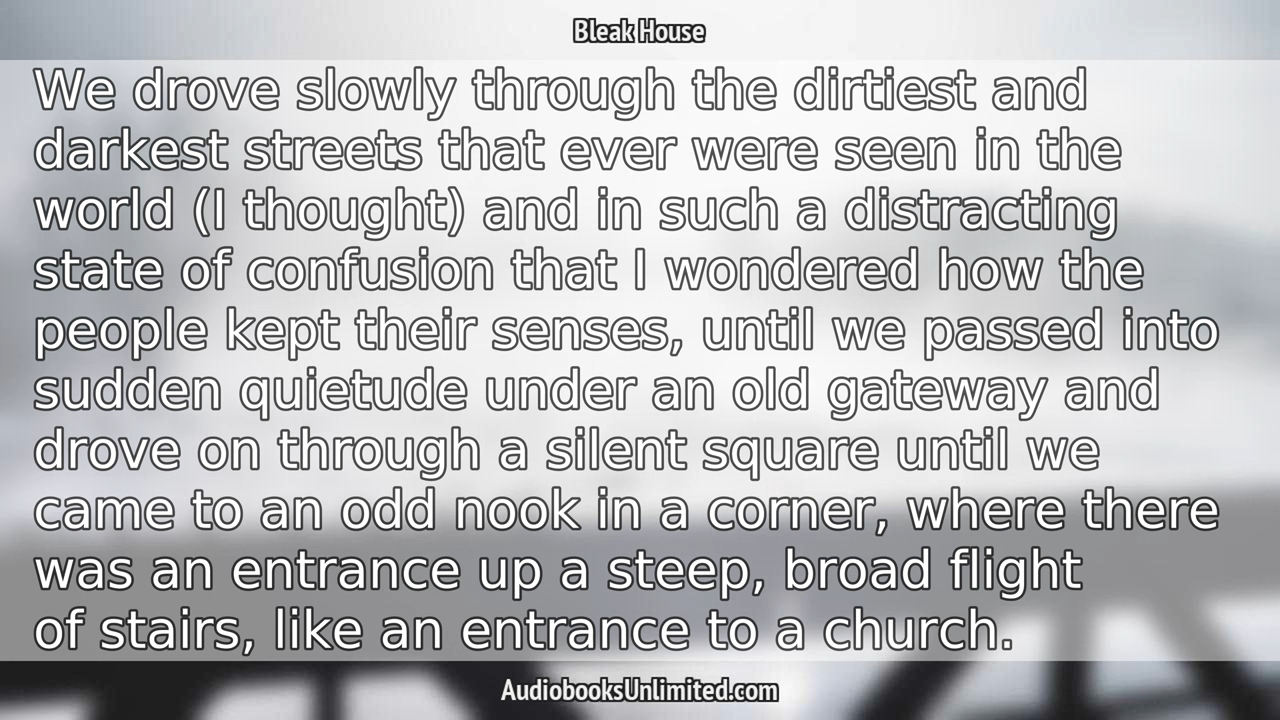 Bleak House
We drove slowly through the dirtiest and
darkest streets that ever were seen in the
world (I thought) and in such a distracting
state of confusion that I wondered how the
people kept their senses, until we passed into
sudden quietude under an old gateway and
drove on through a silent square until we
came to an odd nook in a corner, where there
was an entrance up a steep, broad flight
of stairs, like an entrance to a church.
AudiobooksUnlimited.com